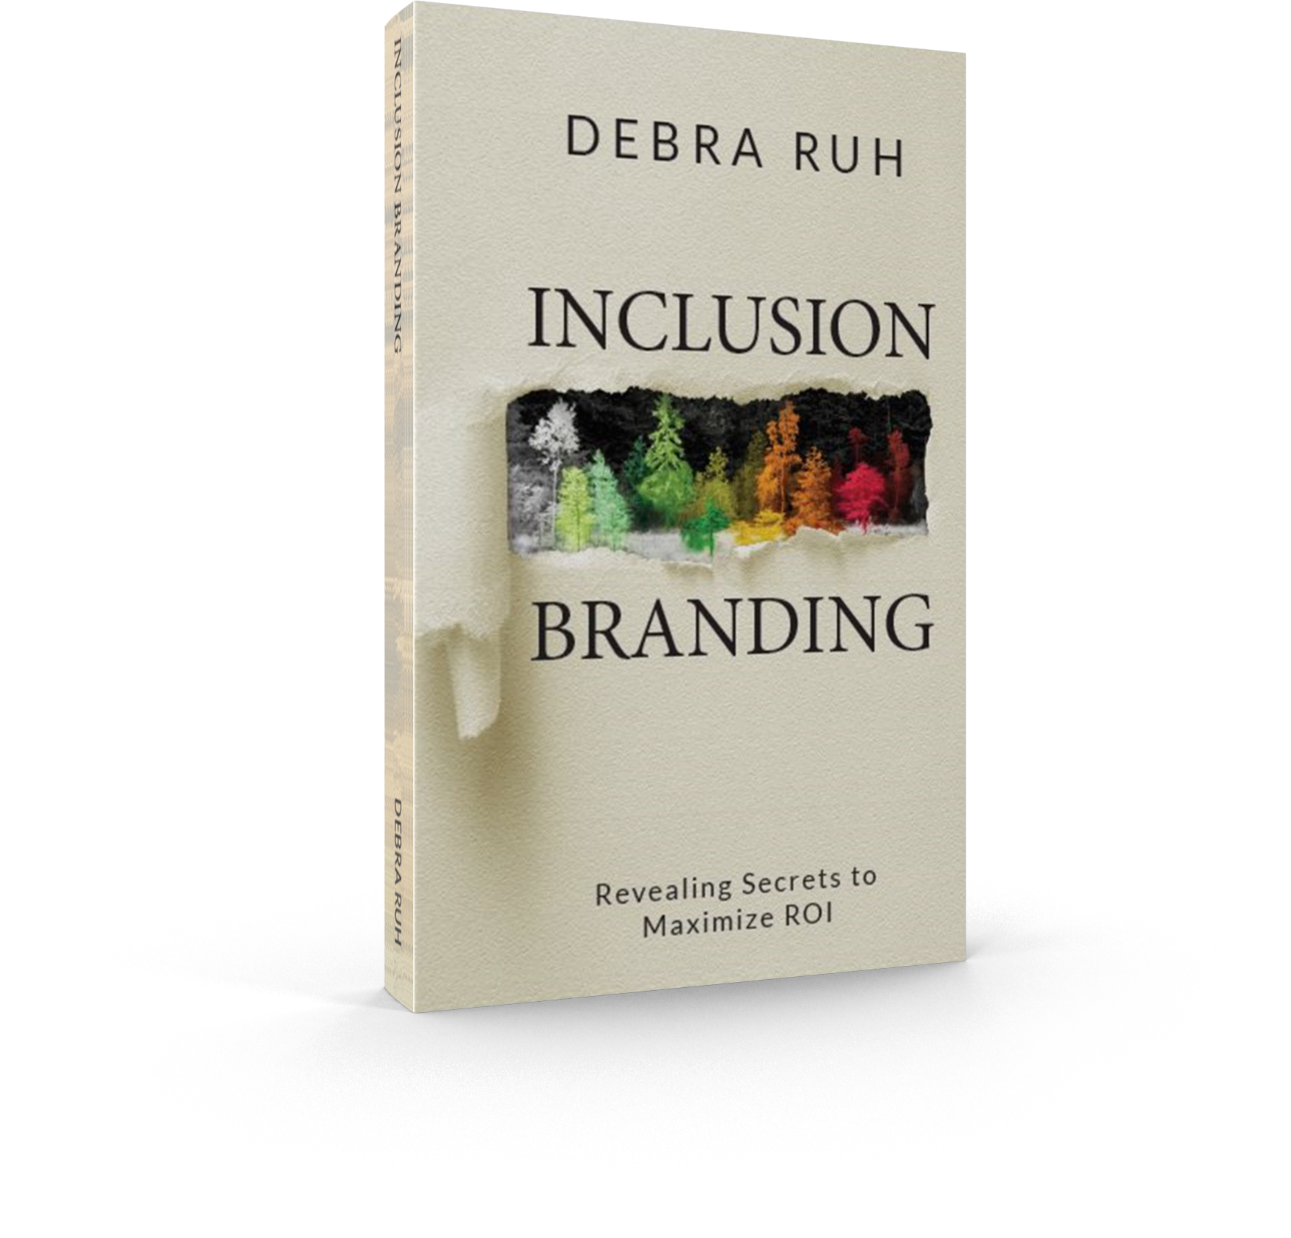 INCLUSION BRANDING
DEBRA RUH
DEBRA RUH
INCLUSION
BRANDING
Revealing Secrets to
Maximize ROI